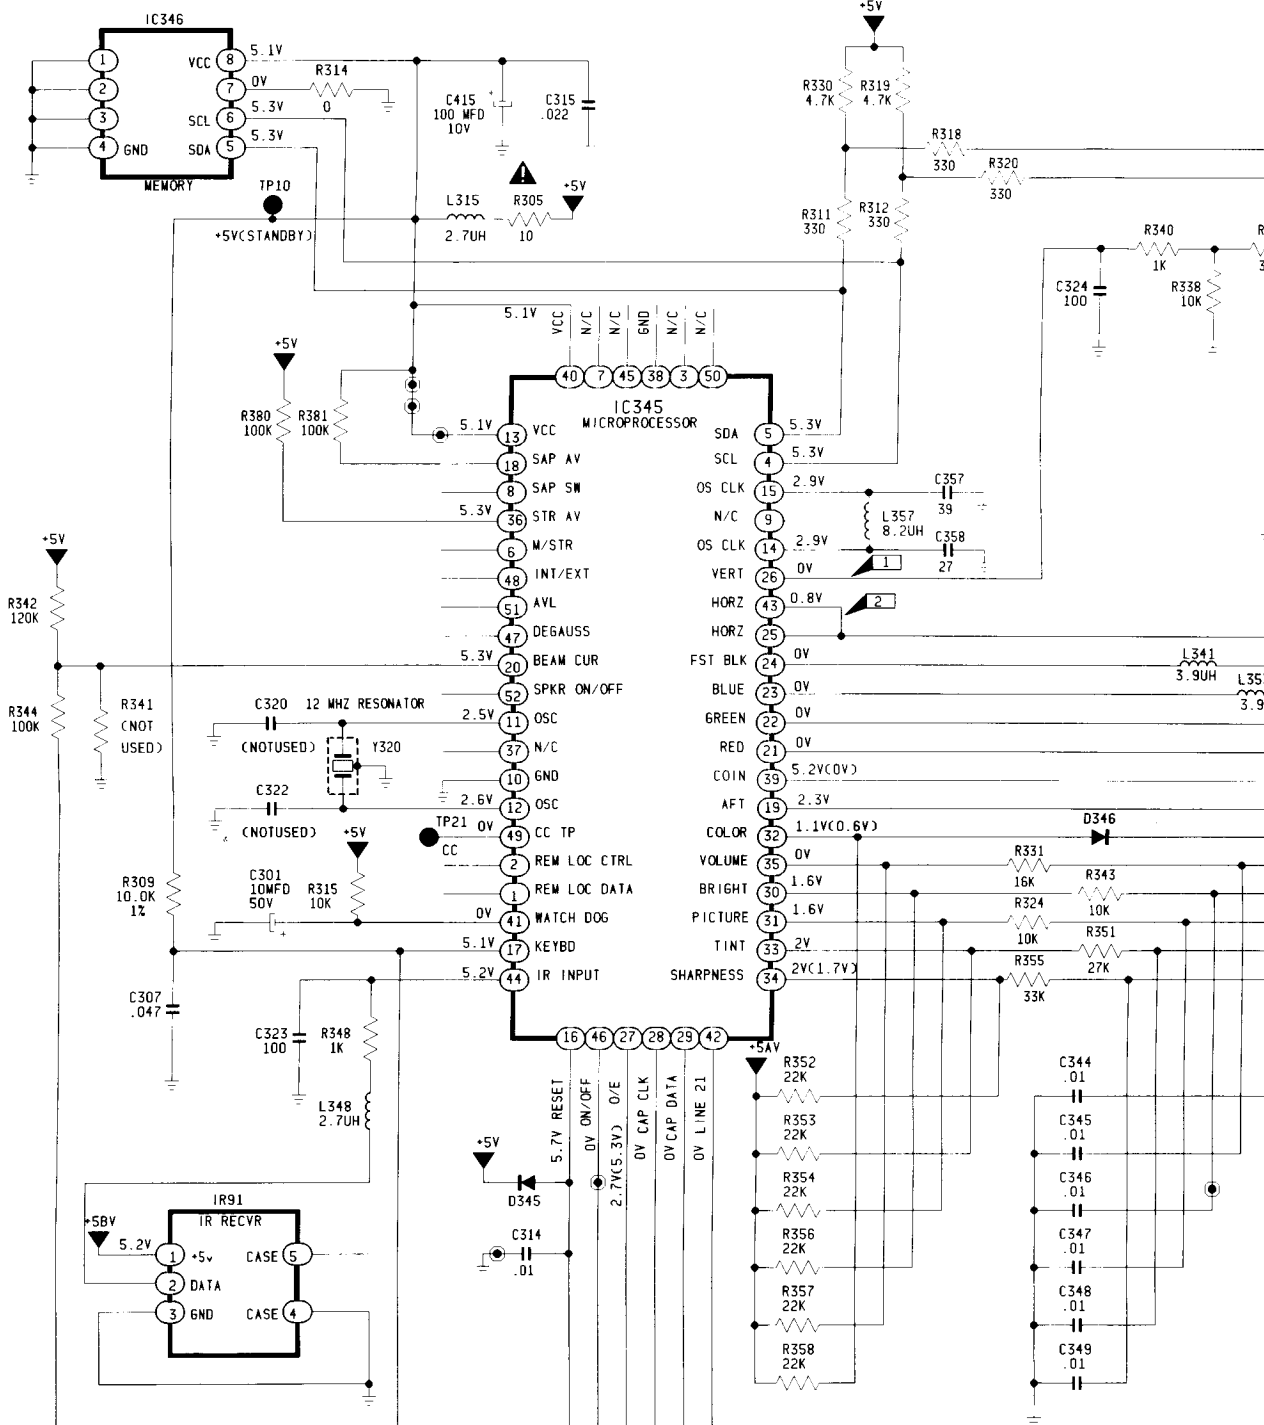 IC346
1
2
3
4
GND
VCC
SCL
SDA
8
7
6
5
5.1V
0V
5.3V
5.3V
MEMORY
R314
0
C415
100 MFD
10V
+
C315
.022
TP10
+5V(STANDBY)
L315
2.7UH
R305
10
+5V
+5V
R330
4.7K
R319
4.7K
R318
330
R320
330
R311
330
R312
330
C324
100
R340
1K
R338
10K
R
3
5.1V
VCC
N/C
N/C
GND
N/C
N/C
40
7
45
38
3
50
IC345
MICROPROCESSOR
+5V
R380
100K
R381
100K
5.1V
13
VCC
18
SAP AV
8
SAP SW
5.3V
36
STR AV
6
M/STR
48
INT/EXT
51
AVL
47
DEGAUSS
5.3V
20
BEAM CUR
52
SPKR ON/OFF
2.5V
11
OSC
37
N/C
10
GND
2.6V
12
OSC
0V
49
CC TP
2
REM LOC CTRL
1
REM LOC DATA
0V
41
WATCH DOG
5.1V
17
KEYBD
5.2V
44
IR INPUT
SDA
5
5.3V
SCL
4
5.3V
OS CLK
15
2.9V
N/C
9
OS CLK
14
2.9V
VERT
26
0V
HORZ
43
0.8V
HORZ
25
FST BLK
24
0V
BLUE
23
0V
GREEN
22
0V
RED
21
0V
COIN
39
5.2V(0V)
AFT
19
2.3V
COLOR
32
1.1V(0.6V)
VOLUME
35
0V
BRIGHT
30
1.6V
PICTURE
31
1.6V
TINT
33
2V
SHARPNESS
34
2V(1.7V)
C357
39
L357
8.2UH
C358
27
1
2
L341
3.9UH
L35
3.9
D346
R331
16K
R343
10K
R324
10K
R351
27K
R355
33K
+5V
R342
120K
R344
100K
R341
(NOT
USED)
C320
(NOTUSED)
12 MHZ RESONATOR
Y320
C322
(NOTUSED)
TP21
CC
+5V
C301
10MFD
50V
+
R315
10K
R309
10.0K
1%
C307
.047
C323
100
R348
1K
L348
2.7UH
16
46
27
28
29
42
5.7V RESET
0V ON/OFF
2.7V(5.3V) O/E
0V CAP CLK
0V CAP DATA
0V LINE 21
+5V
D345
C314
.01
+5AV
R352
22K
R353
22K
R354
22K
R356
22K
R357
22K
R358
22K
C344
.01
C345
.01
C346
.01
C347
.01
C348
.01
C349
.01
IR91
IR RECVR
+5BV
5.2V
1
+5v
2
DATA
3
GND
CASE
5
CASE
4